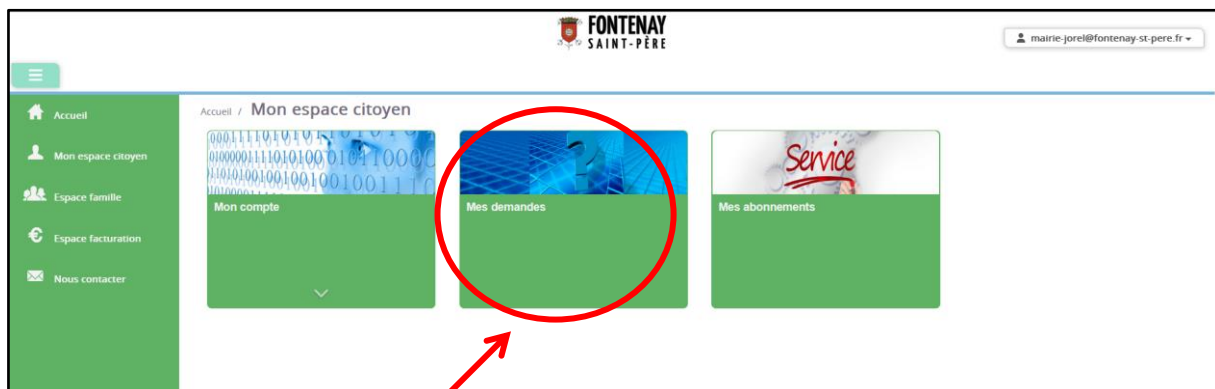 FONTENAY
SAINT-PÈRE
mairie-jorel@fontenay-st-pere.fr
Accueil
Mon espace citoyen
Espace famille
Espace facturation
Nous contacter
Accueil / Mon espace citoyen
Mon compte
Mes demandes
Service
Mes abonnements